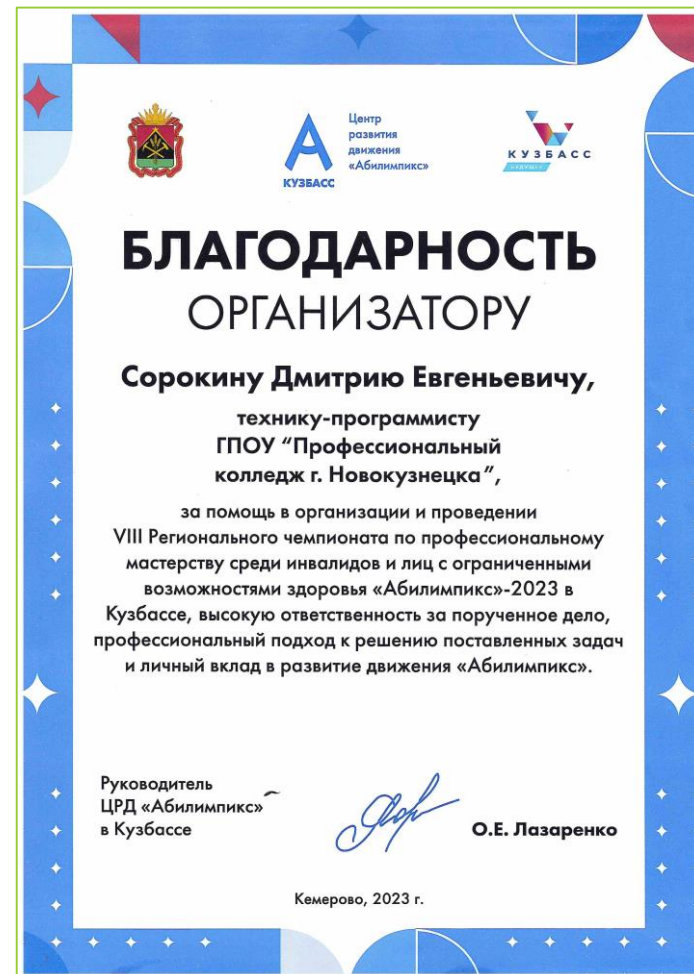 Центр
развития
движения
«Абилимпикс»
КУЗБАСС
КУЗБАСС
БЛАГОДАРНОСТЬ
ОРГАНИЗАТОРУ
Сорокину Дмитрию Евгеньевичу,
технику-программисту
ГПОУ “Профессиональный
колледж г. Новокузнецка”,
за помощь в организации и проведении
VIII Регионального чемпионата по профессиональному
мастерству среди инвалидов и лиц с ограниченными
возможностями здоровья «Абилимпикс»-2023 в
Кузбассе, высокую ответственность за порученное дело,
профессиональный подход к решению поставленных задач
и личный вклад в развитие движения «Абилимпикс».
Руководитель
ЦРД «Абилимпикс»
в Кузбассе
О.Е. Лазаренко
Кемерово, 2023 г.